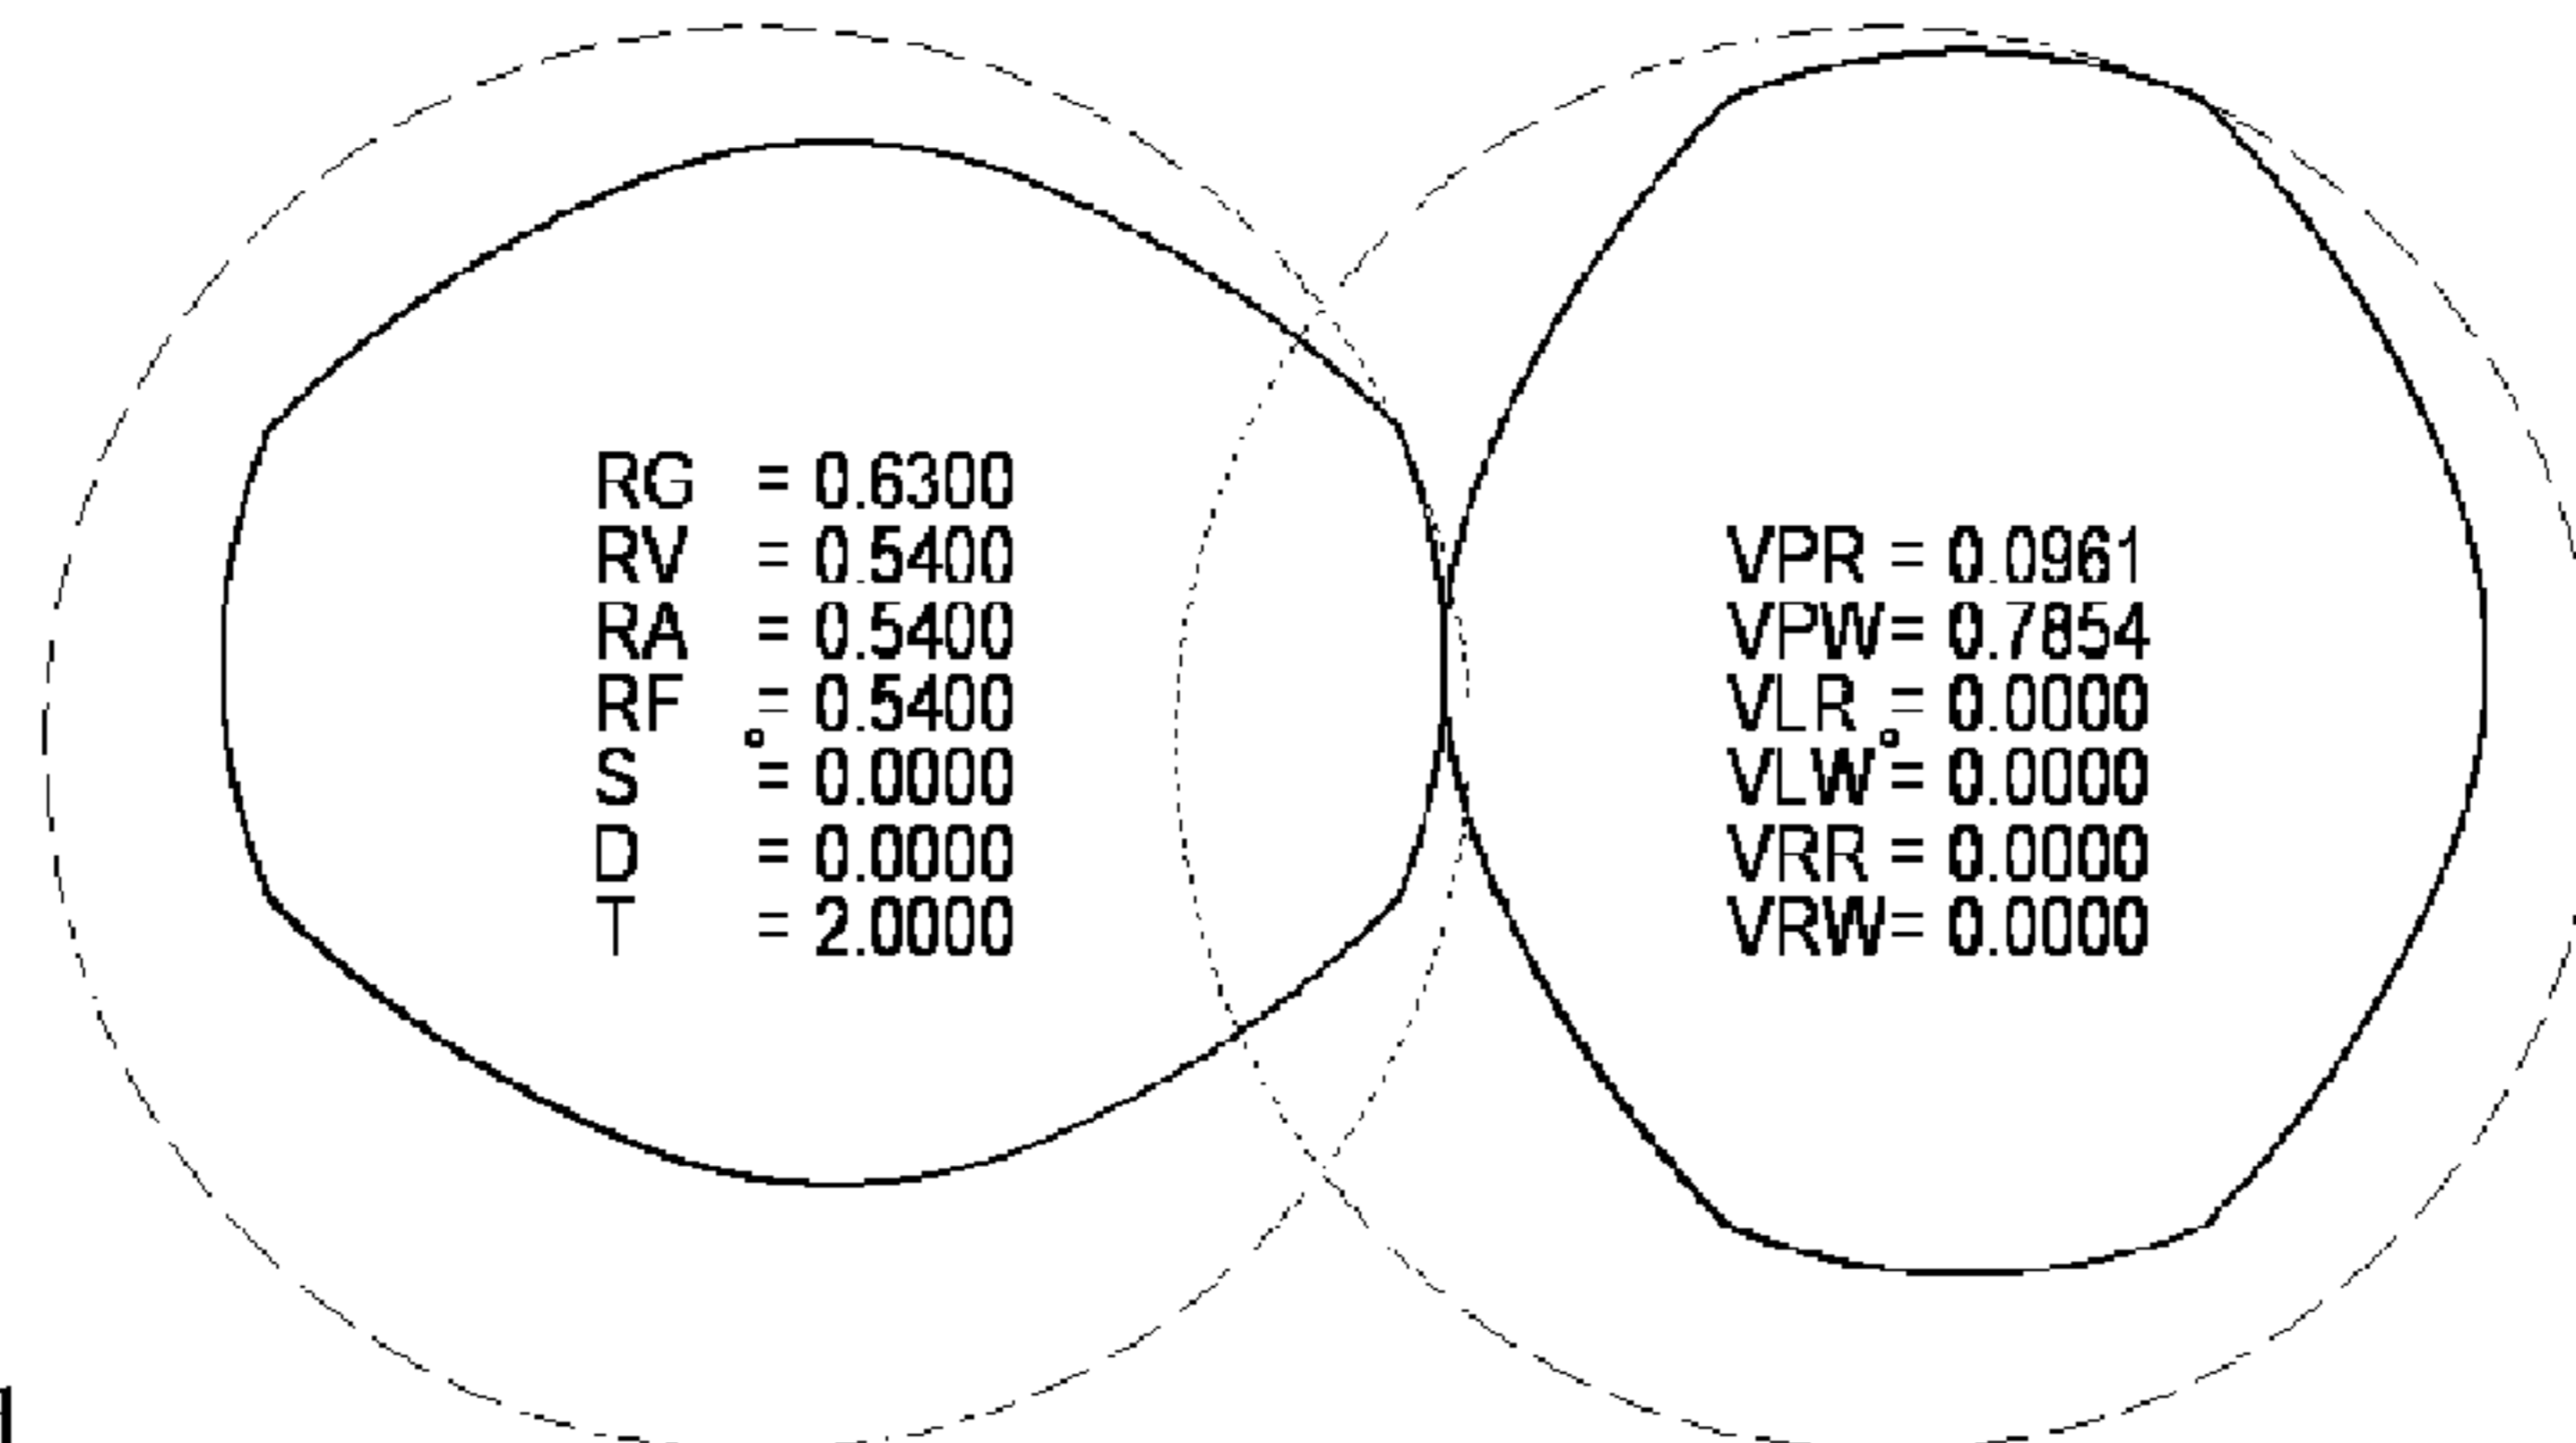 RG = 0.6300
RV = 0.5400
RA = 0.5400
RF = 0.5400
S = 0.0000
D = 0.0000
T = 2.0000
VPR = 0.0961
VPW = 0.7854
VLR = 0.0000
VLW = 0.0000
VRR = 0.0000
VRW = 0.0000